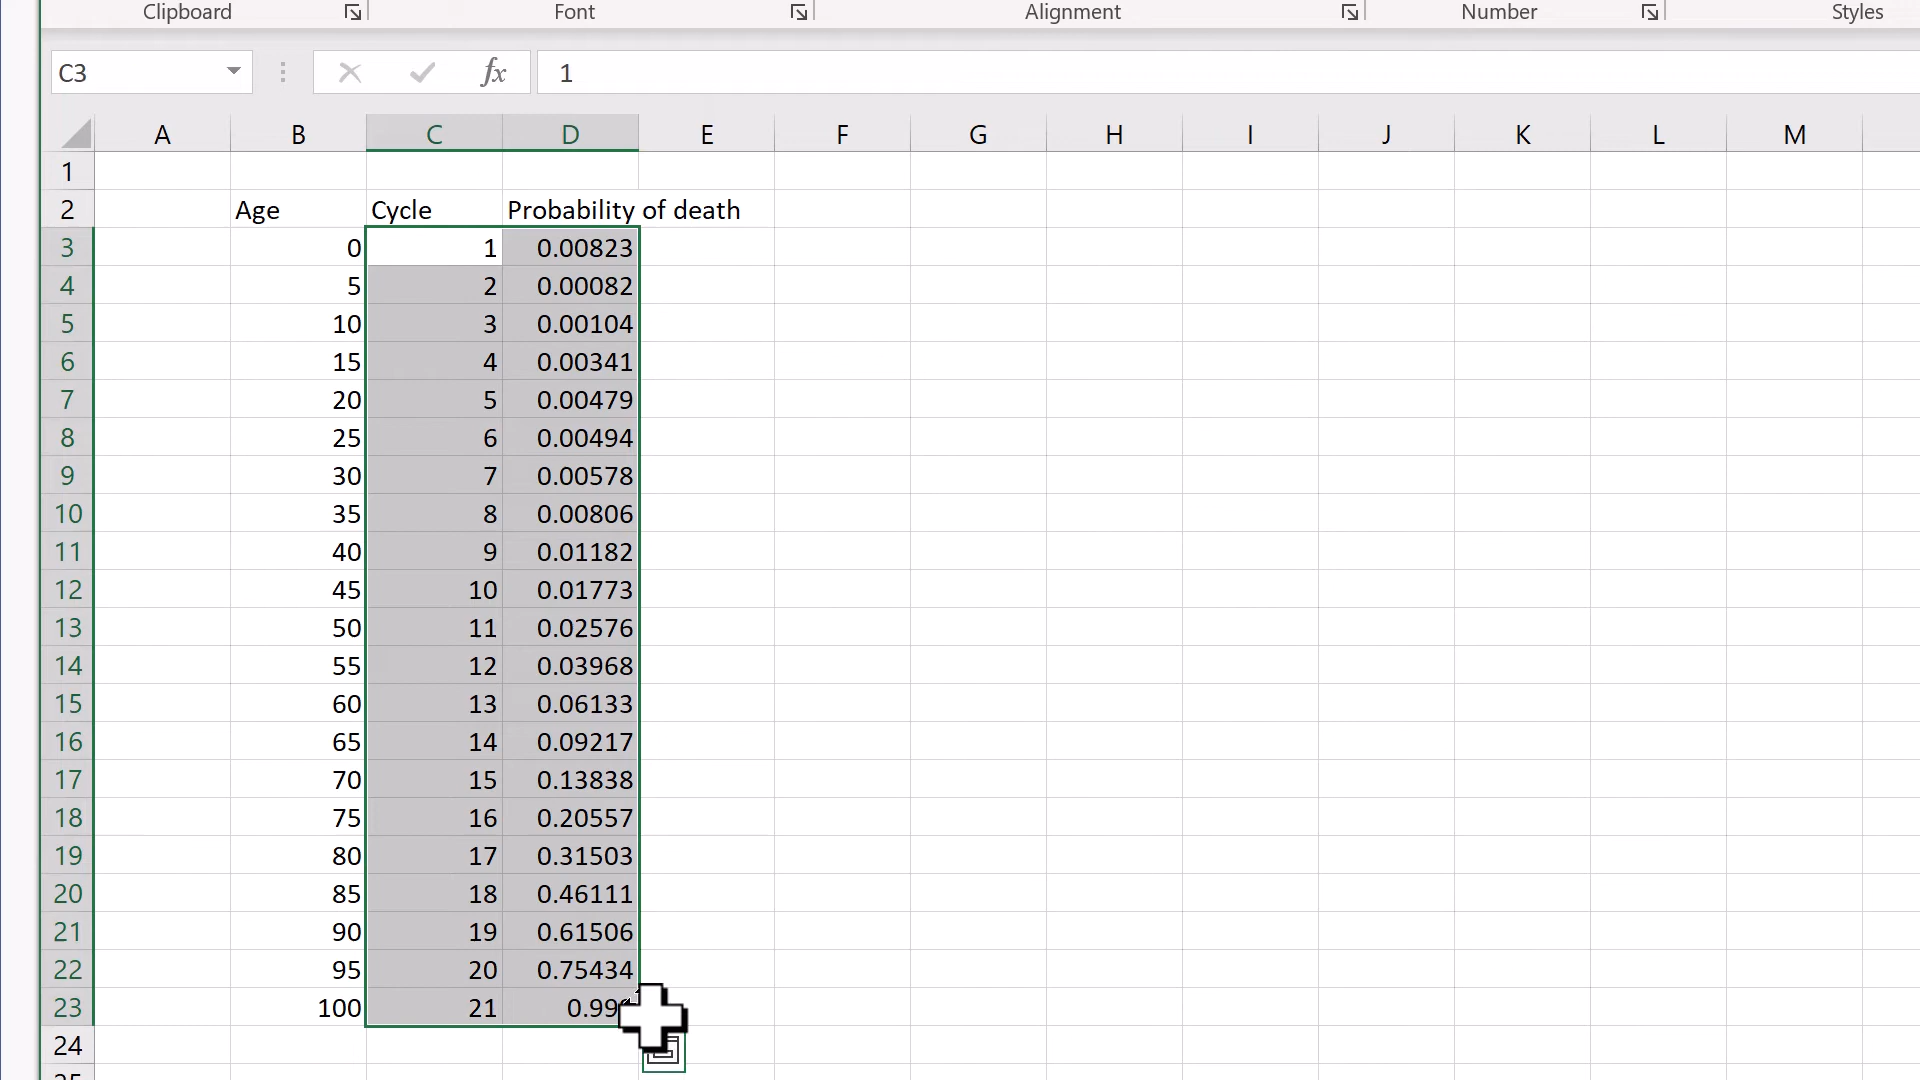 Clipboard Font Alignment Number Styles
C3 fx 1
A B C D E F G H I J K L M
1
2 Age Cycle Probability of death
3 0 1 0.00823
4 5 2 0.00082
5 10 3 0.00104
6 15 4 0.00341
7 20 5 0.00479
8 25 6 0.00494
9 30 7 0.00578
10 35 8 0.00806
11 40 9 0.01182
12 45 10 0.01773
13 50 11 0.02576
14 55 12 0.03968
15 60 13 0.06133
16 65 14 0.09217
17 70 15 0.13838
18 75 16 0.20557
19 80 17 0.31503
20 85 18 0.46111
21 90 19 0.61506
22 95 20 0.75434
23 100 21
24